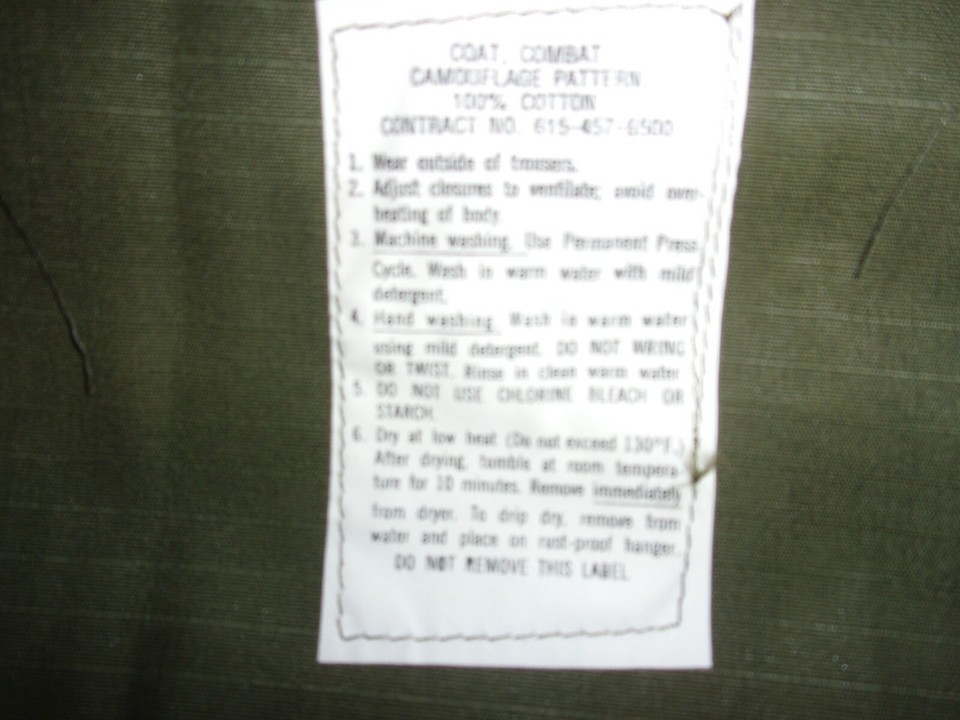 COAT, COMBAT
CAMOUFLAGE PATTERN
100% COTTON
CONTRACT NO. 615-457-6500
1. Wear outside of trousers.
2. Adjust closures to ventilate; avoid over-
heating of body
3. Machine washing. Use Permanent Press
Cycle. Wash in warm water with mild
detergent.
4. Hand washing. Wash in warm water
using mild detergent. DO NOT WRING
OR TWIST. Rinse in clean warm water.
5. DO NOT USE CHLORINE BLEACH OR
STARCH.
6. Dry at low heat (Do not exceed 130°F.)
After drying, tumble at room tempera-
ture for 10 minutes. Remove immediately
from dryer. To drip dry, remove from
water and place on rust-proof hanger.
DO NOT REMOVE THIS LABEL